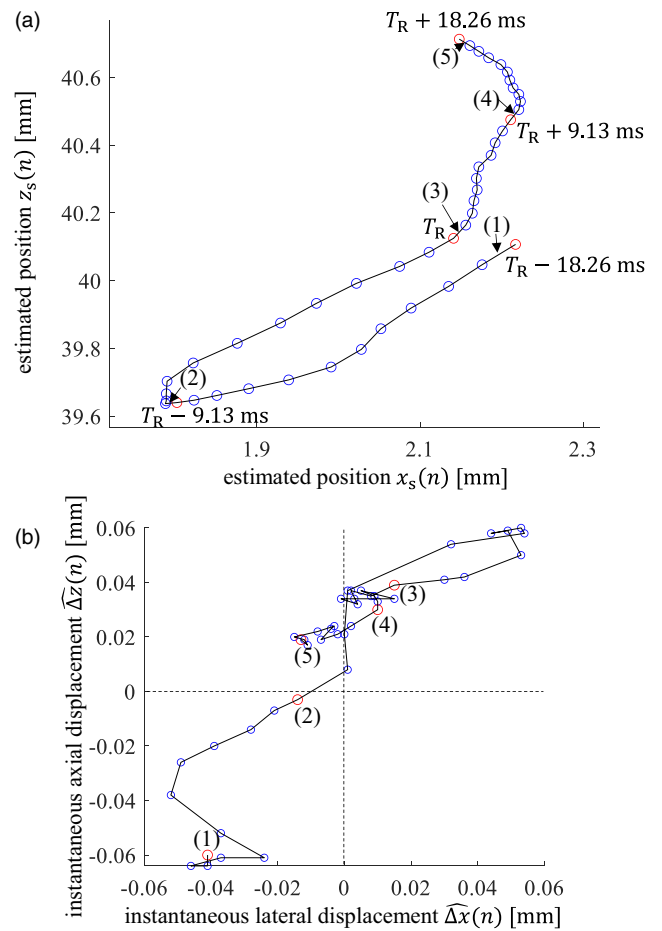 (a)
T_R + 18.26 ms
(5)
40.6
(4)
T_R + 9.13 ms
40.4
estimated position z_s(n) [mm]
40.2
(3)
(1)
T_R
40
T_R − 18.26 ms
39.8
(2)
39.6
T_R − 9.13 ms
1.9 2.1 2.3
estimated position x_s(n) [mm]
(b)
0.06
0.04
(3)
(4)
0.02
(5)
instantaneous axial displacement \widehat{Δz}(n) [mm]
0
(2)
-0.02
-0.04
(1)
-0.06
-0.06 -0.04 -0.02 0 0.02 0.04 0.06
instantaneous lateral displacement \widehat{Δx}(n) [mm]